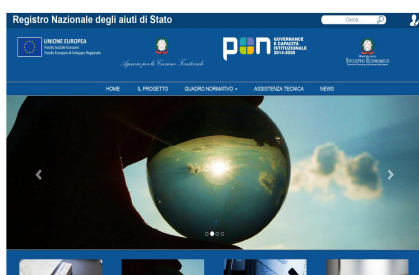 Registro Nazionale degli aiuti di Stato
Cerca...
UNIONE EUROPEA
Fondo Sociale Europeo
Fondo Europeo di Sviluppo Regionale
Agenzia per la Coesione Territoriale
pon GOVERNANCE
E CAPACITÀ
ISTITUZIONALE
2014-2020
SVILUPPO ECONOMICO
HOME IL PROGETTO QUADRO NORMATIVO ASSISTENZA TECNICA NEWS